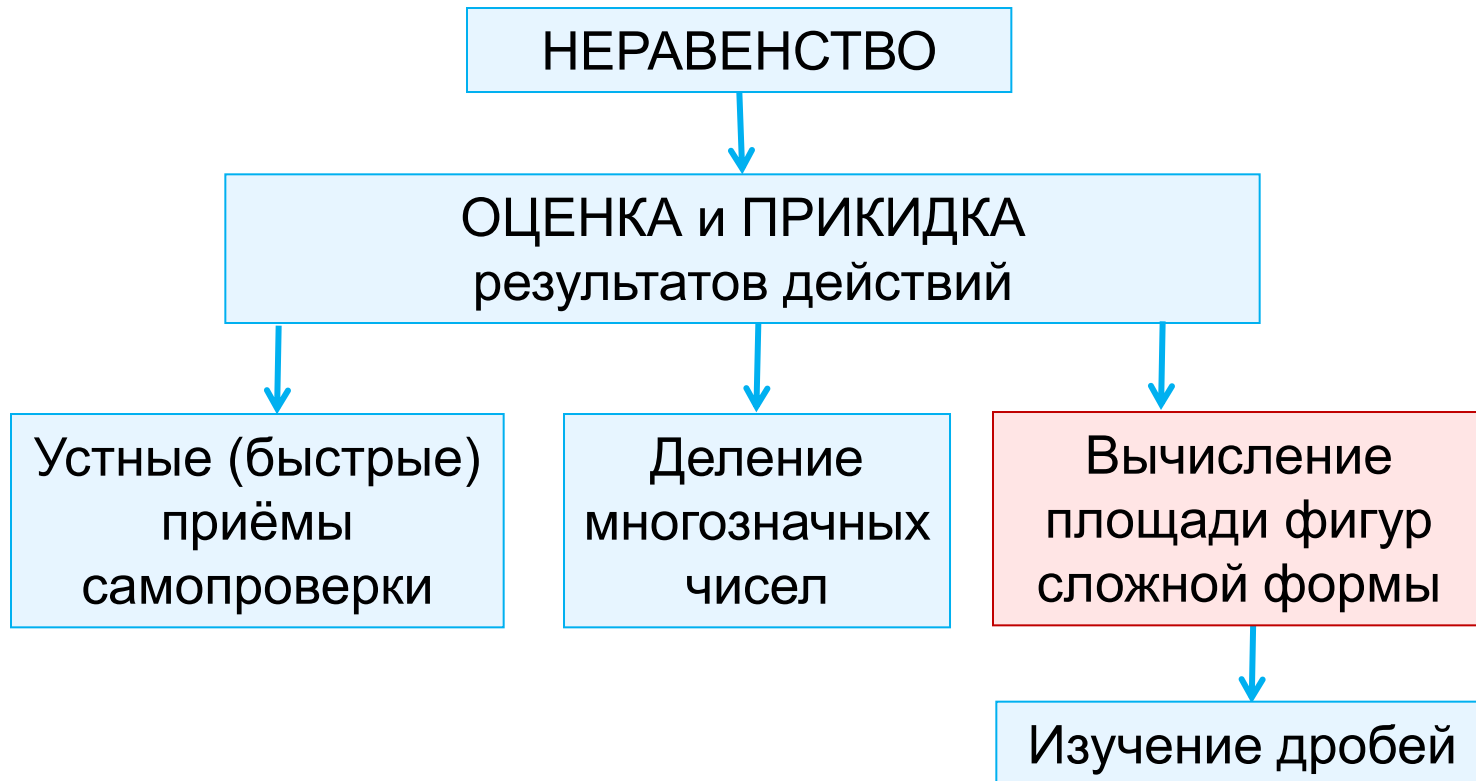 НЕРАВЕНСТВО
ОЦЕНКА и ПРИКИДКА
результатов действий
Устные (быстрые)
приёмы
самопроверки
Деление
многозначных
чисел
Вычисление
площади фигур
сложной формы
Изучение дробей